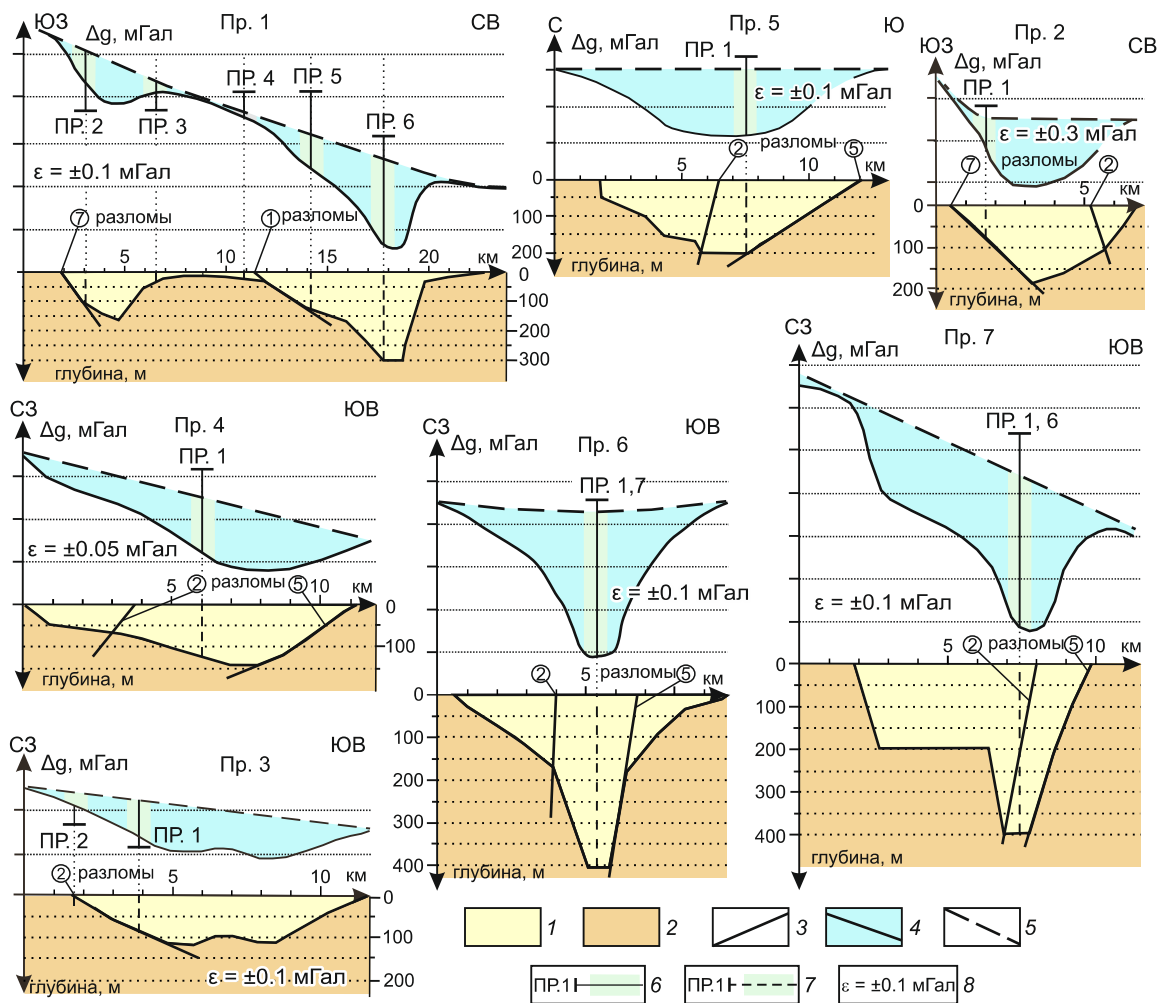 ЮЗ Пр. 1 СВ
Δg, мГал
ПР. 4 ПР. 5
ПР. 2 ПР. 3 ПР. 6
ε = ±0.1 мГал
7 разломы 1 разломы
5 10 15 20 км
0
100
200
300
глубина, м
С Пр. 5 Ю
Δg, мГал ПР. 1
ε = ±0.1 мГал
2 разломы 5
5 10 км
0
100
200
глубина, м
Пр. 2
ЮЗ СВ
Δg, мГал
ПР. 1
ε = ±0.3 мГал
разломы
7 5 2 км
0
100
200
глубина, м
СЗ ЮВ
Δg, мГал Пр. 4
ПР. 1
ε = ±0.05 мГал
5 2 разломы 5 10 км
0
100
глубина, м
СЗ Пр. 6 ЮВ
Δg, мГал
ПР. 1,7
ε = ±0.1 мГал
2 5 разломы 5 км
0
100
200
300
400
глубина, м
СЗ Пр. 7 ЮВ
Δg, мГал
ПР. 1, 6
ε = ±0.1 мГал
5 2 разломы 5 10 км
0
100
200
300
400
глубина, м
СЗ ЮВ
Δg, мГал Пр. 3
ПР. 2 ПР. 1
2 разломы 5 10 км
0
100
200
ε = ±0.1 мГал
глубина, м
1 2 3 4 5
ПР.1 6 ПР.1 7 ε = ±0.1 мГал 8